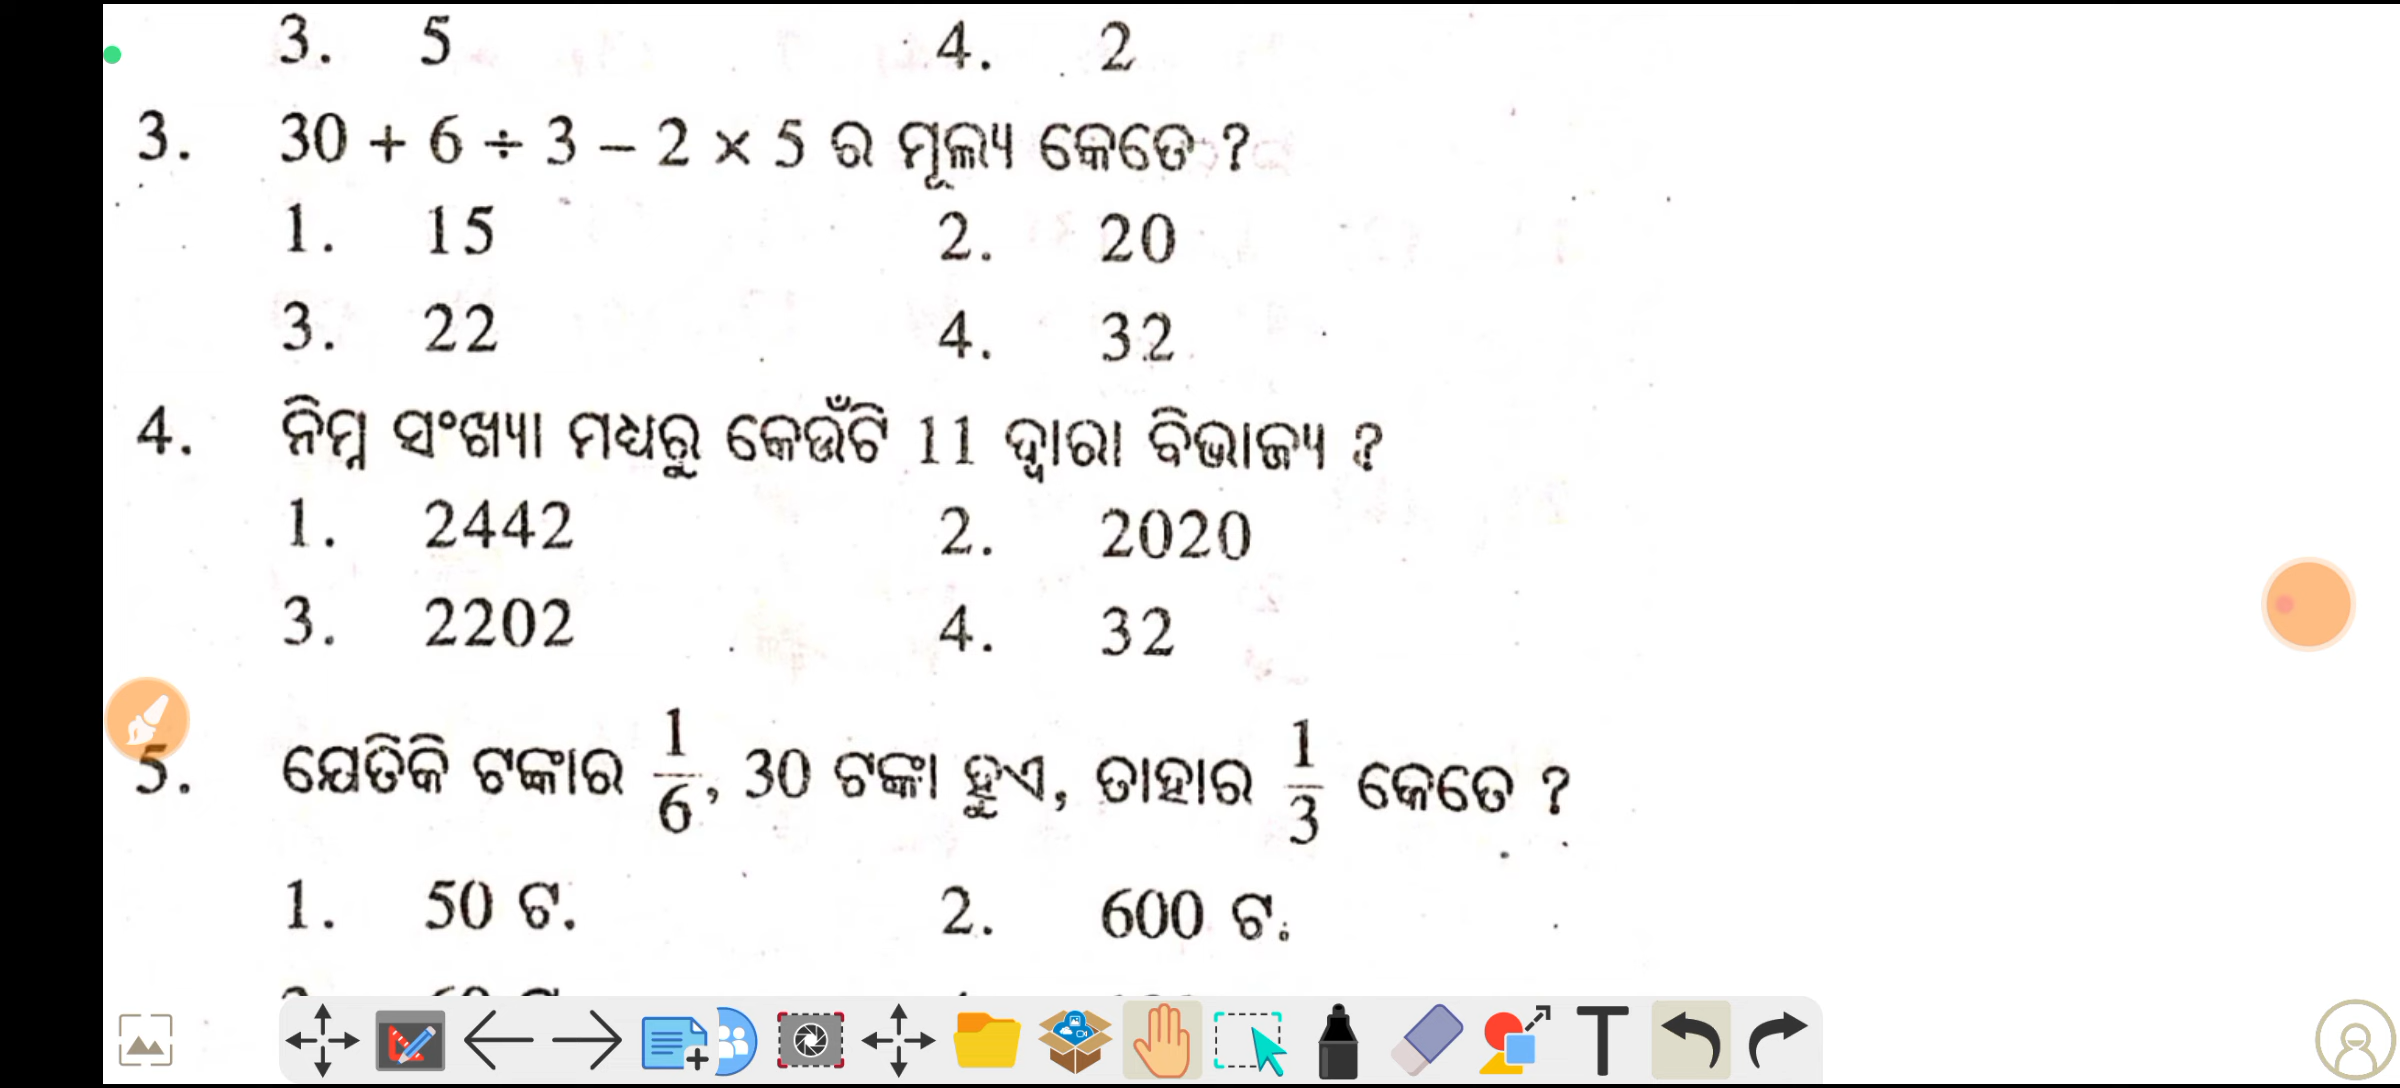 3. 5 4. 2
3. 30 + 6 ÷ 3 – 2 × 5 ର ମୂଲ୍ୟ କେତେ ?
1. 15 2. 20
3. 22 4. 32
4. ନିମ୍ନ ସଂଖ୍ୟା ମଧ୍ୟରୁ କେଉଁଟି 11 ଦ୍ୱାରା ବିଭାଜ୍ୟ ?
1. 2442 2. 2020
3. 2202 4. 32
5. ଯେତିକି ଟଙ୍କାର 1/6, 30 ଟଙ୍କା ହୁଏ, ତାହାର 1/3 କେତେ ?
1. 50 ଟ. 2. 600 ଟ.